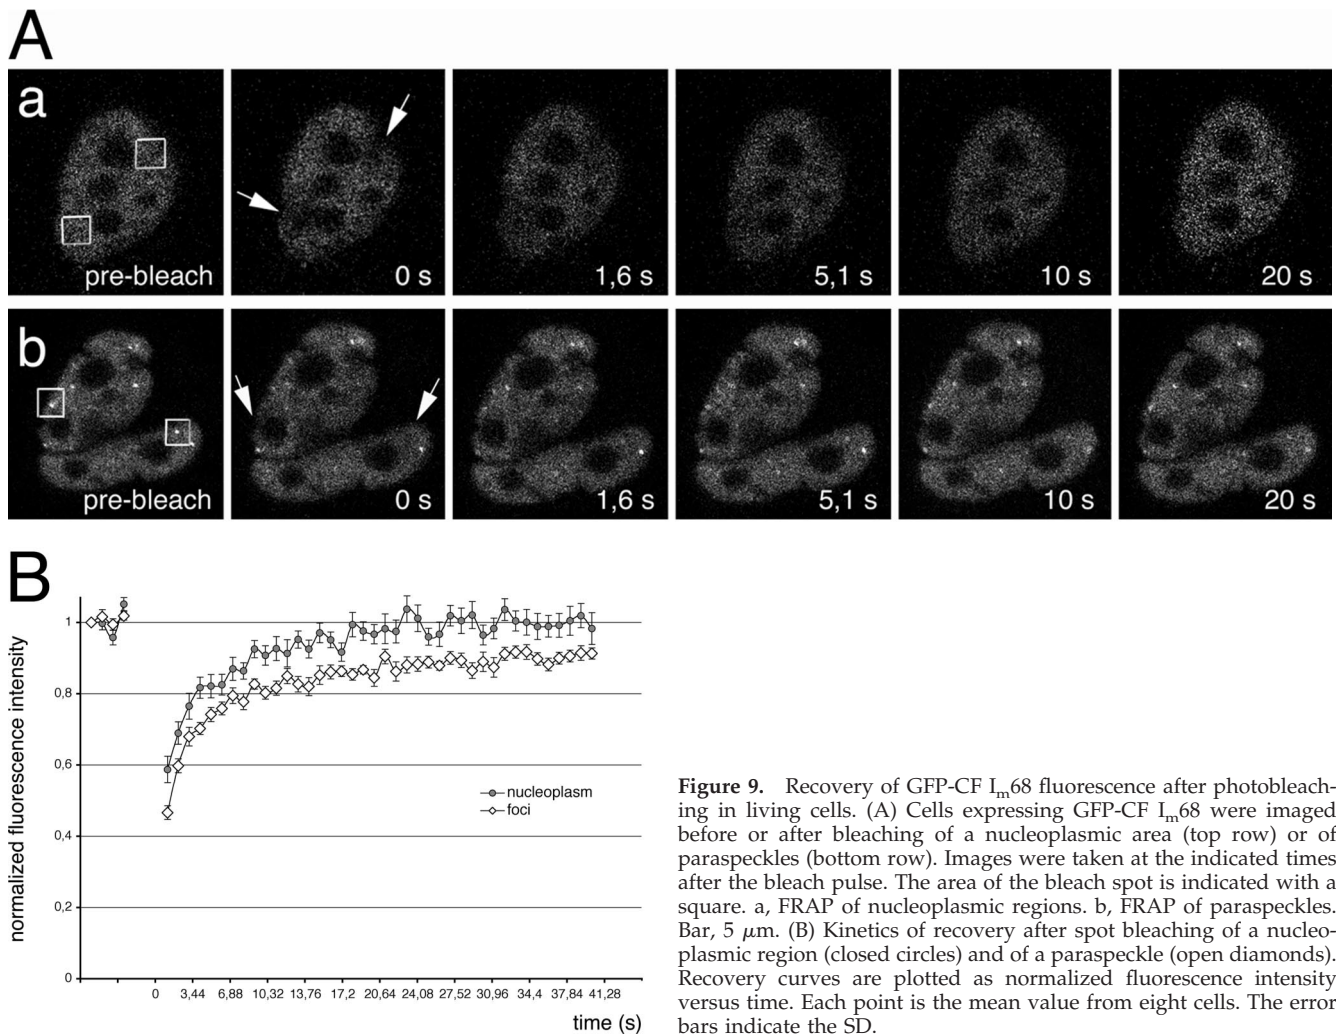 A
a
pre-bleach
0 s
1,6 s
5,1 s
10 s
20 s
b
pre-bleach
0 s
1,6 s
5,1 s
10 s
20 s
B
normalized fluorescence intensity
1
0,8
0,6
0,4
0,2
0
nucleoplasm
foci
0 3,44 6,88 10,32 13,76 17,2 20,64 24,08 27,52 30,96 34,4 37,84 41,28
time (s)
Figure 9. Recovery of GFP-CF Im68 fluorescence after photobleach-
ing in living cells. (A) Cells expressing GFP-CF Im68 were imaged
before or after bleaching of a nucleoplasmic area (top row) or of
paraspeckles (bottom row). Images were taken at the indicated times
after the bleach pulse. The area of the bleach spot is indicated with a
square. a, FRAP of nucleoplasmic regions. b, FRAP of paraspeckles.
Bar, 5 μm. (B) Kinetics of recovery after spot bleaching of a nucleo-
plasmic region (closed circles) and of a paraspeckle (open diamonds).
Recovery curves are plotted as normalized fluorescence intensity
versus time. Each point is the mean value from eight cells. The error
bars indicate the SD.